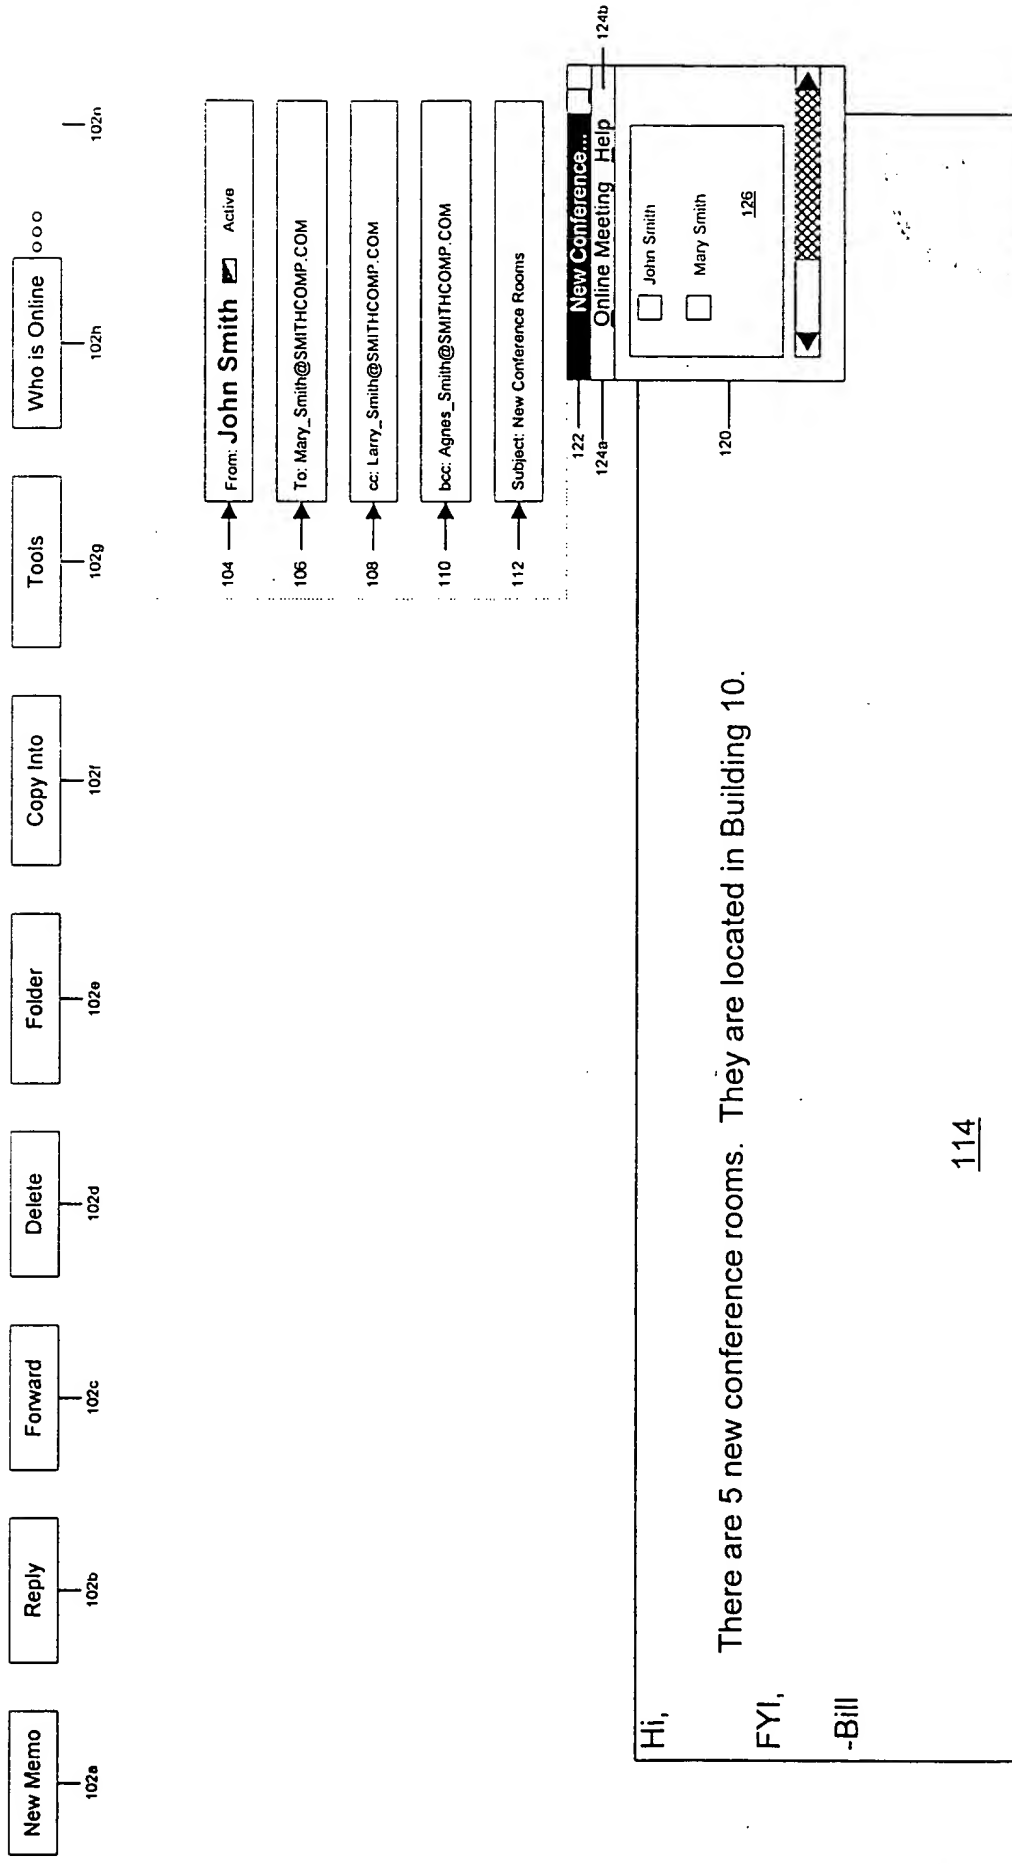 New Memo
Reply
Forward
Delete
Folder
Copy Into
Tools
Who is Online
ooo
102a
102b
102c
102d
102e
102f
102g
102h
102n
104
From: John Smith Active
106
To: Mary_Smith@SMITHCOMP.COM
108
cc: Larry_Smith@SMITHCOMP.COM
110
bcc: Agnes_Smith@SMITHCOMP.COM
112
Subject: New Conference Rooms
122
New Conference...
124a
Online Meeting Help
124b
John Smith
Mary Smith
126
120
Hi,
There are 5 new conference rooms. They are located in Building 10.
FYI,
-Bill
114